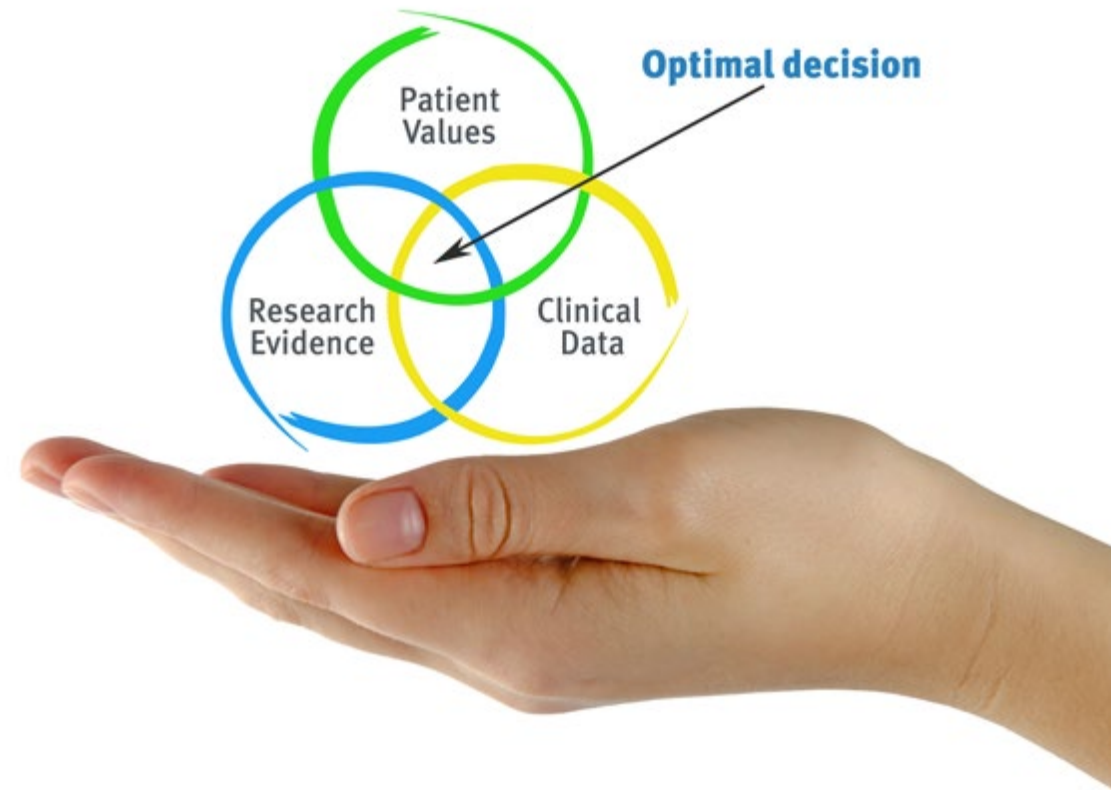 Optimal decision
Patient
Values
Research
Evidence
Clinical
Data